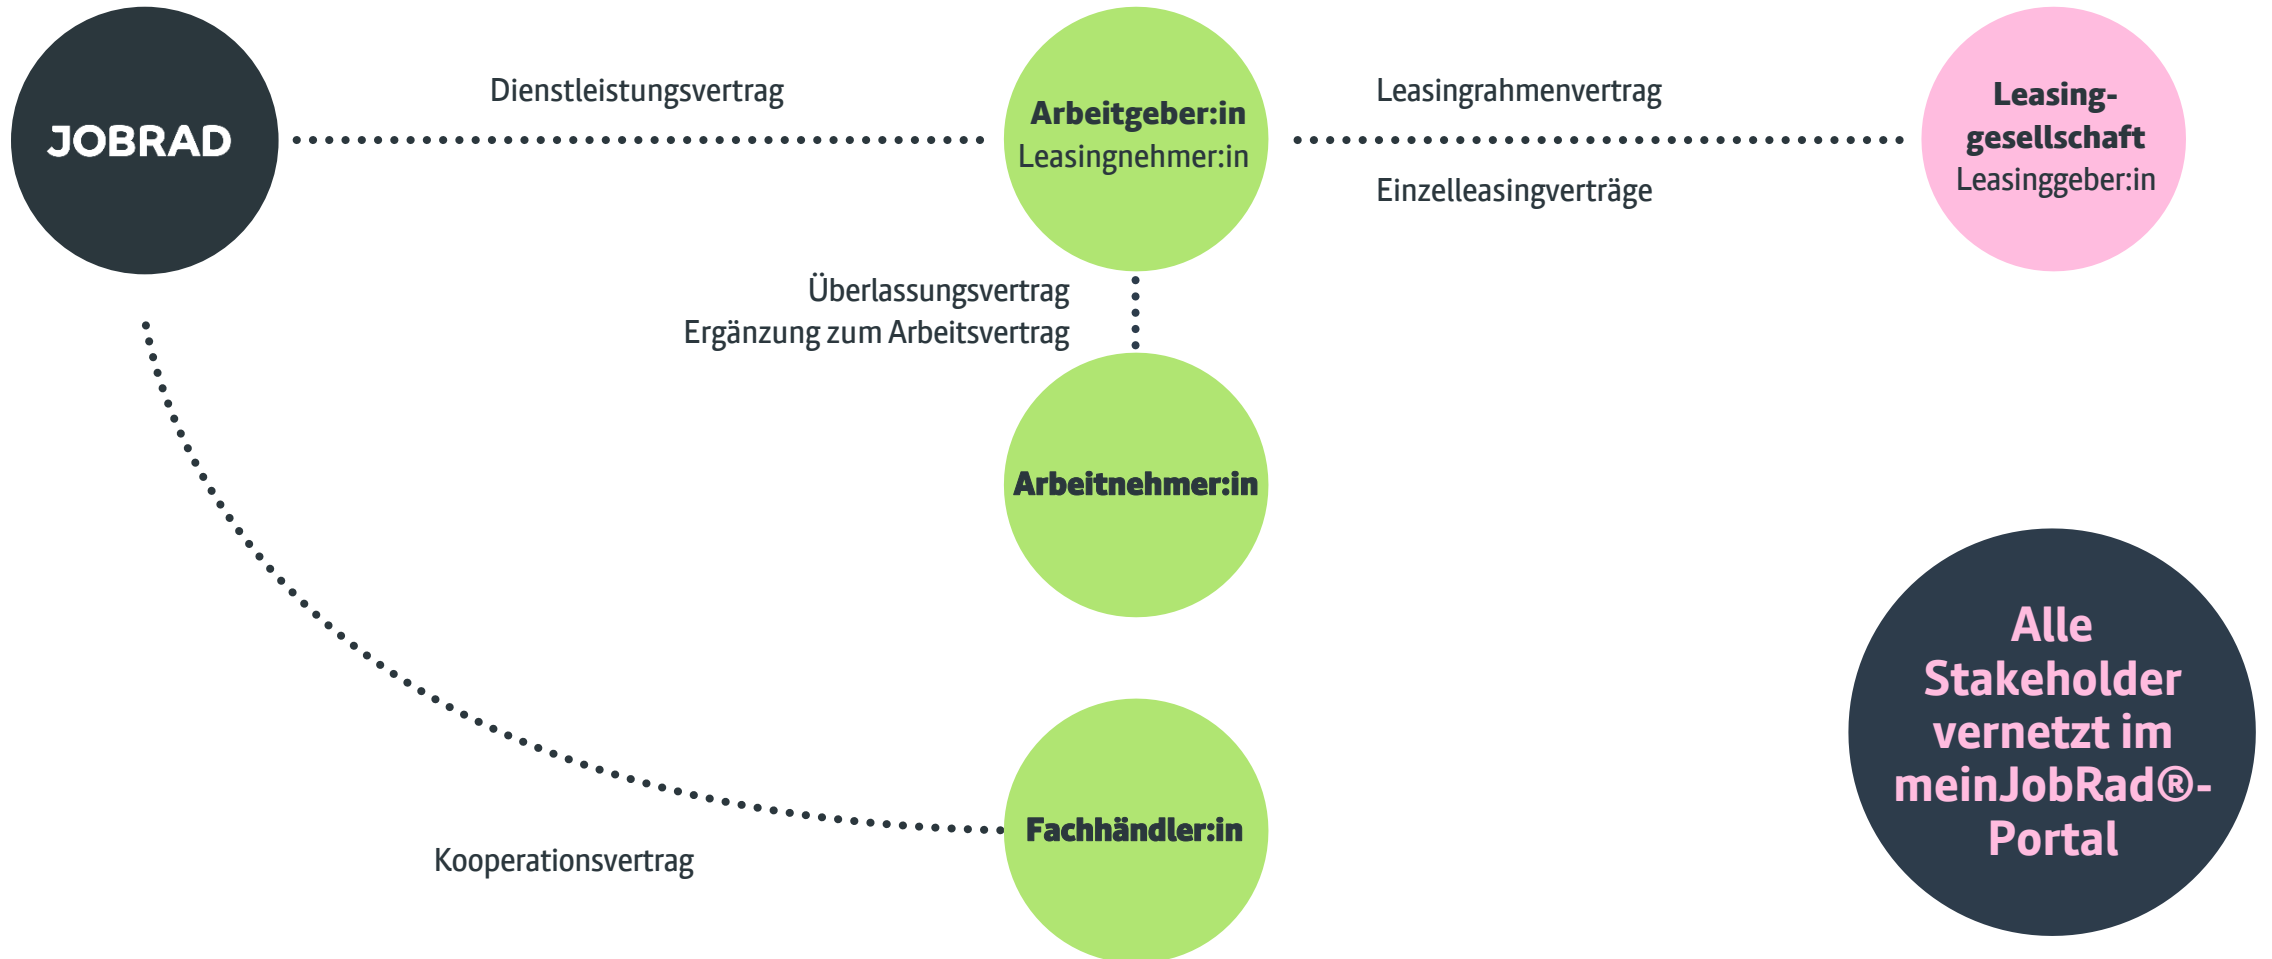 JOBRAD
Dienstleistungsvertrag
Arbeitgeber:in
Leasingnehmer:in
Leasingrahmenvertrag
Einzelleasingverträge
Leasing-
gesellschaft
Leasinggeber:in
Überlassungsvertrag
Ergänzung zum Arbeitsvertrag
Arbeitnehmer:in
Kooperationsvertrag
Fachhändler:in
Alle
Stakeholder
vernetzt im
meinJobRad®-
Portal